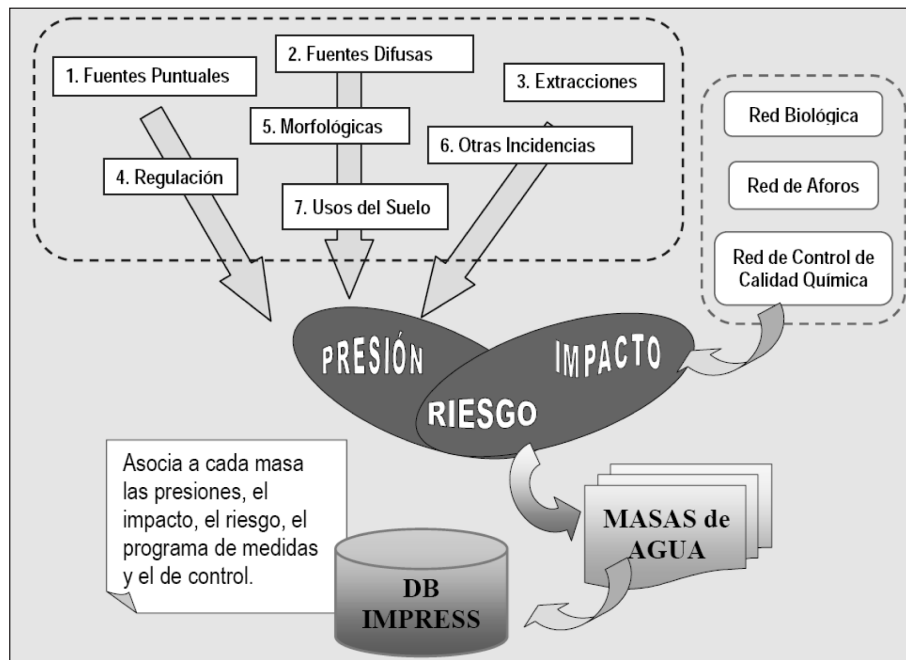 1. Fuentes Puntuales
2. Fuentes Difusas
3. Extracciones
5. Morfológicas
6. Otras Incidencias
4. Regulación
7. Usos del Suelo
Red Biológica
Red de Aforos
Red de Control de
Calidad Química
PRESIÓN
IMPACTO
RIESGO
Asocia a cada masa
las presiones, el
impacto, el riesgo, el
programa de medidas
y el de control.
MASAS de
AGUA
DB
IMPRESS